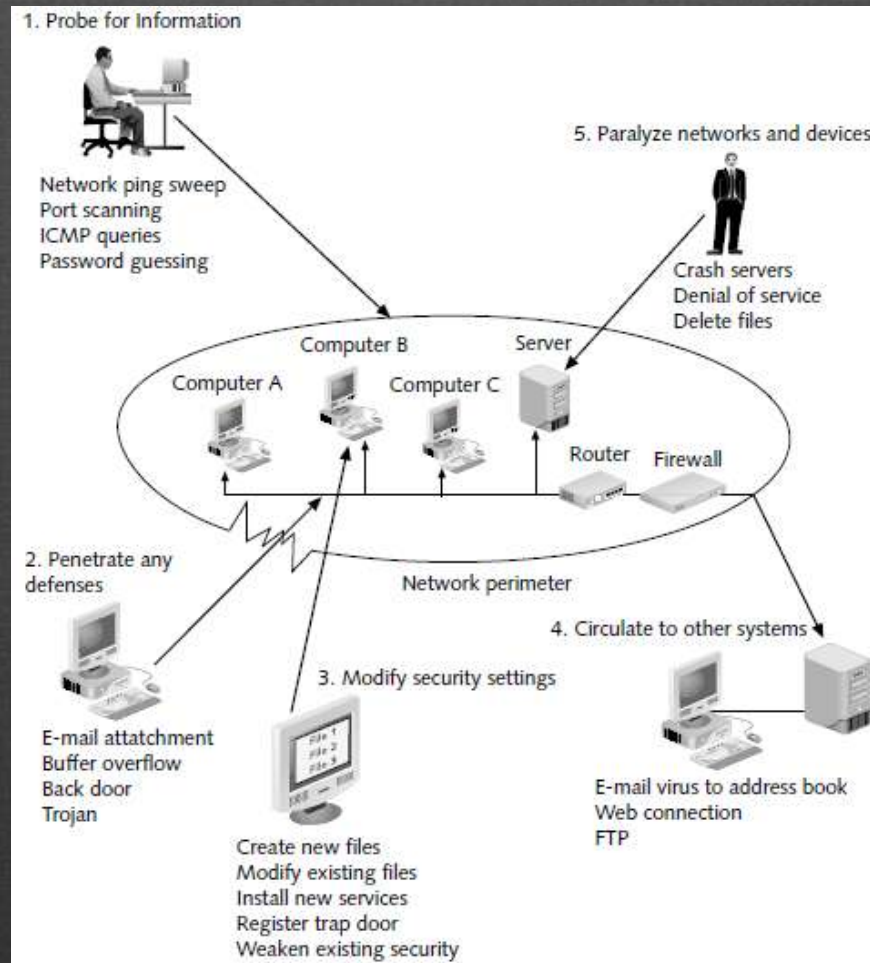 1. Probe for Information
Network ping sweep
Port scanning
ICMP queries
Password guessing
5. Paralyze networks and devices
Crash servers
Denial of service
Delete files
Computer A
Computer B
Computer C
Server
Router
Firewall
Network perimeter
2. Penetrate any
defenses
E-mail attatchment
Buffer overflow
Back door
Trojan
3. Modify security settings
File 1
File 2
File 3
Create new files
Modify existing files
Install new services
Register trap door
Weaken existing security
4. Circulate to other systems
E-mail virus to address book
Web connection
FTP